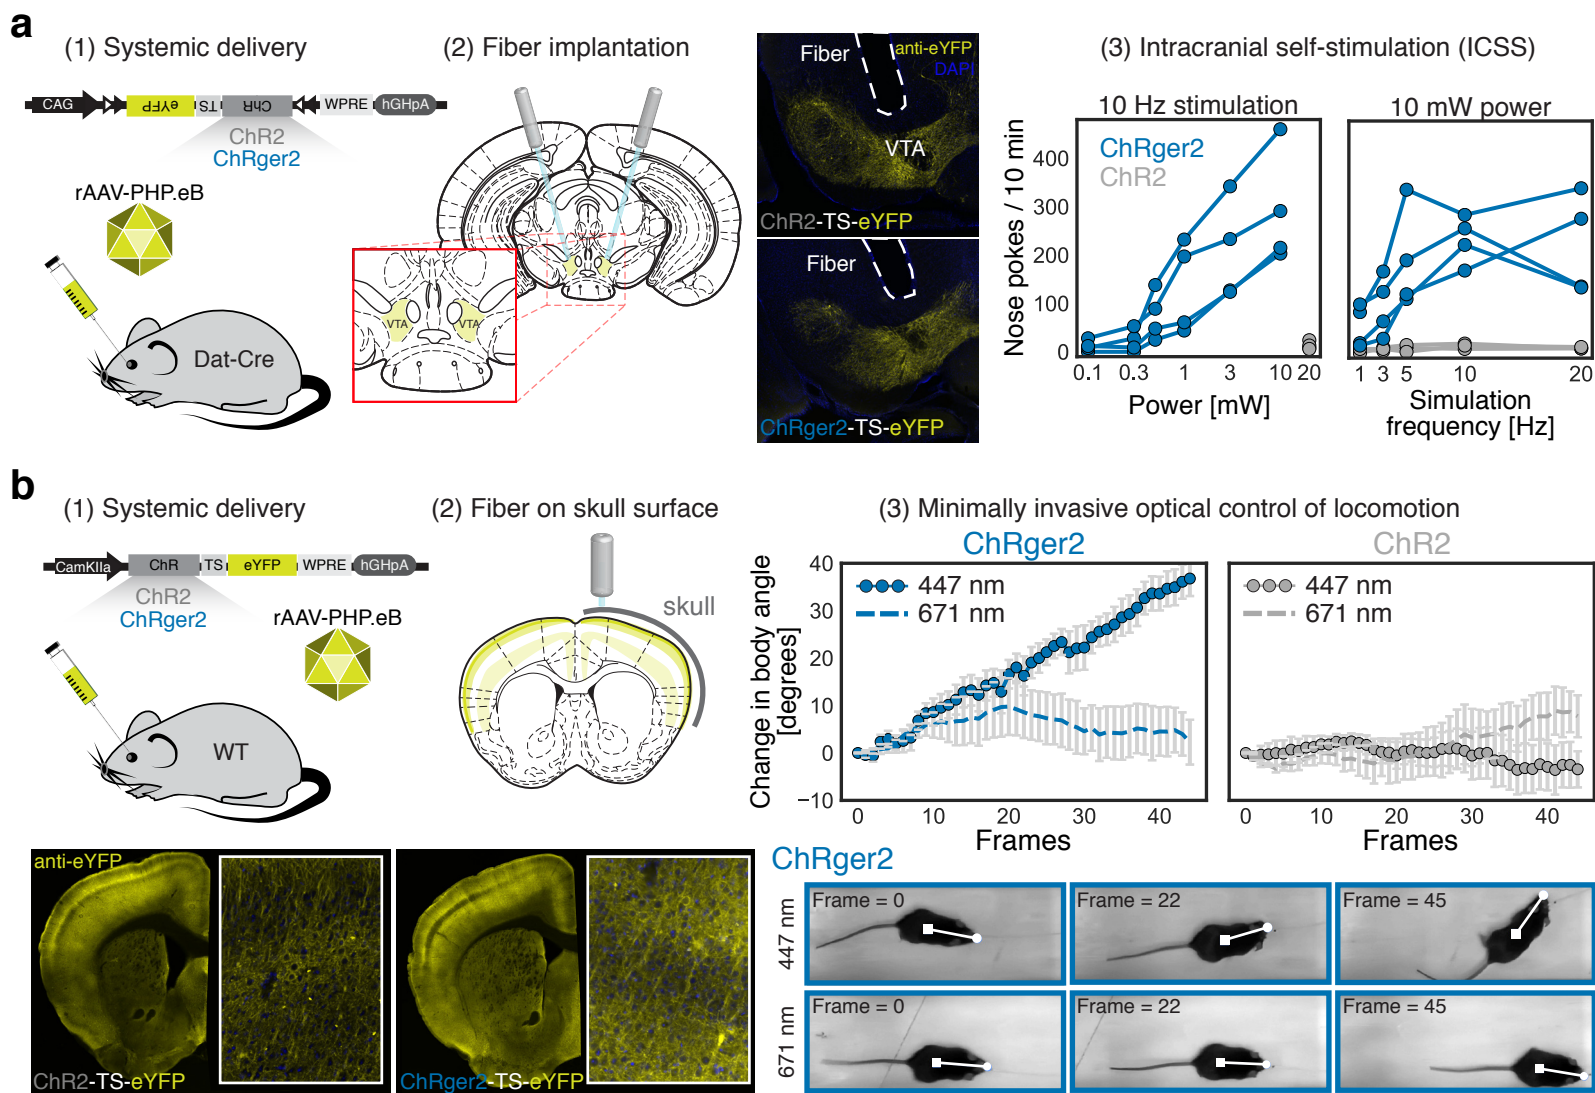 a
(1) Systemic delivery
(2) Fiber implantation
(3) Intracranial self-stimulation (ICSS)
CAG
eYFP
TS
ChR
WPRE
hGHpA
ChR2
ChRger2
rAAV-PHP.eB
Dat-Cre
VTA
VTA
Fiber
anti-eYFP
DAPI
VTA
ChR2-TS-eYFP
Fiber
ChRger2-TS-eYFP
10 Hz stimulation
10 mW power
ChRger2
ChR2
Nose pokes / 10 min
400
300
200
100
0
0.1 0.3 1 3 10 20
Power [mW]
1 3 5 10 20
Simulation
frequency [Hz]
b
(1) Systemic delivery
(2) Fiber on skull surface
(3) Minimally invasive optical control of locomotion
CamKIIa
ChR
TS
eYFP
WPRE
hGHpA
ChR2
ChRger2
rAAV-PHP.eB
WT
skull
ChRger2
ChR2
447 nm
671 nm
447 nm
671 nm
Change in body angle
[degrees]
40
30
20
10
0
−10
0 10 20 30 40
Frames
0 10 20 30 40
Frames
anti-eYFP
ChR2-TS-eYFP
ChRger2-TS-eYFP
ChRger2
447 nm
Frame = 0
Frame = 22
Frame = 45
671 nm
Frame = 0
Frame = 22
Frame = 45